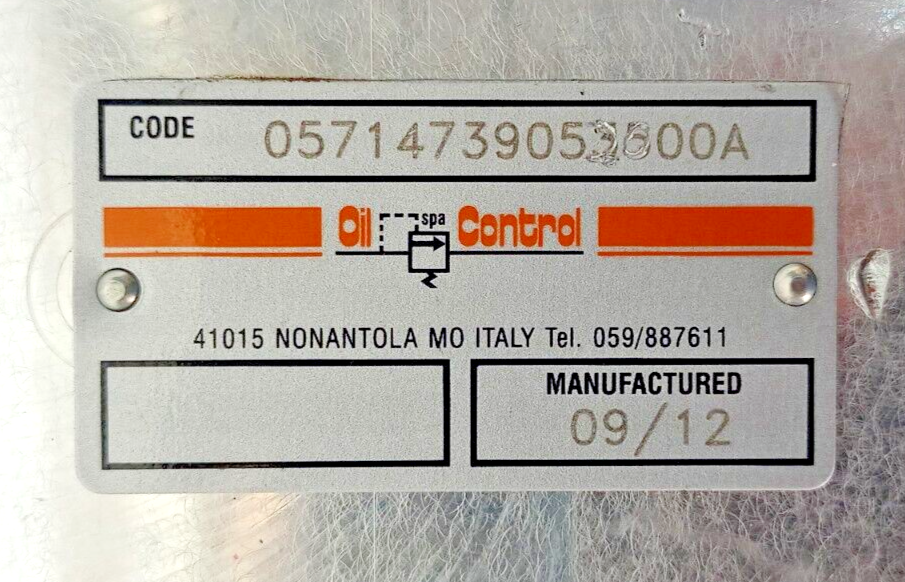 CODE
Oil spa Control
41015 NONANTOLA MO ITALY Tel. 059/887611
MANUFACTURED
09/12